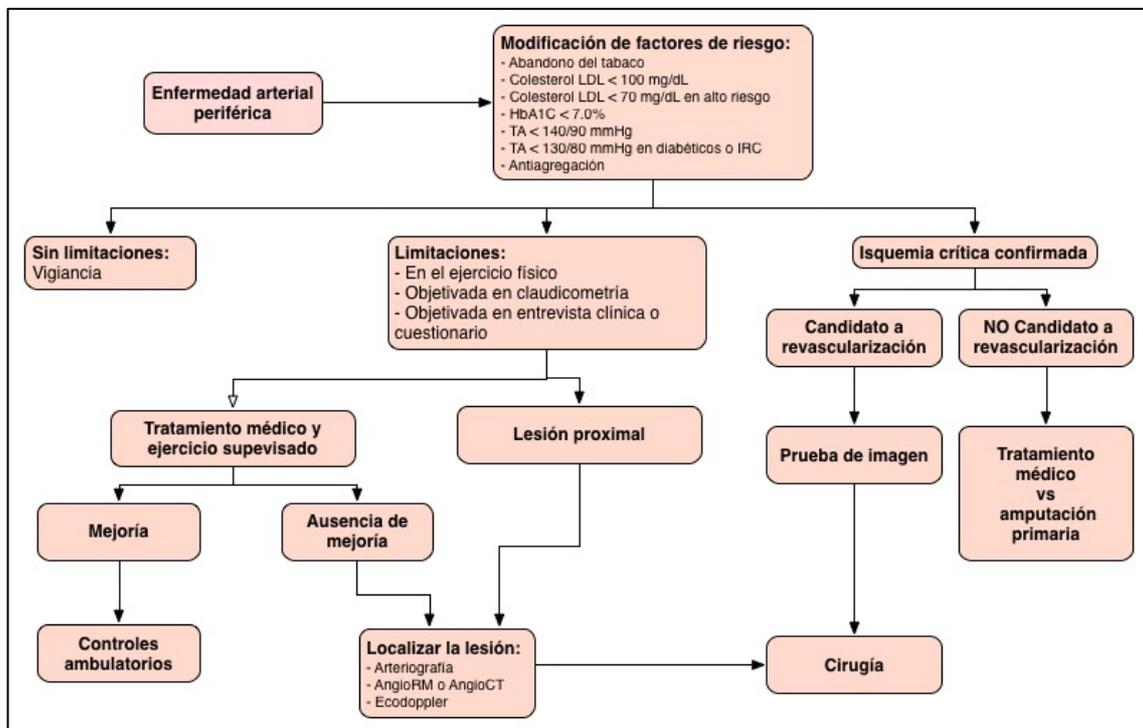 Enfermedad arterial
periférica
Modificación de factores de riesgo:
- Abandono del tabaco
- Colesterol LDL < 100 mg/dL
- Colesterol LDL < 70 mg/dL en alto riesgo
- HbA1C < 7.0%
- TA < 140/90 mmHg
- TA < 130/80 mmHg en diabéticos o IRC
- Antiagregación
Sin limitaciones:
Vigiancia
Limitaciones:
- En el ejercicio físico
- Objetivada en claudicometría
- Objetivada en entrevista clínica o
cuestionario
Isquemia crítica confirmada
Candidato a
revascularización
NO Candidato a
revascularización
Tratamiento médico y
ejercicio supevisado
Lesión proximal
Prueba de imagen
Tratamiento
médico
vs
amputación
primaria
Mejoría
Ausencia de
mejoría
Controles
ambulatorios
Localizar la lesión:
- Arteriografía
- AngioRM o AngioCT
- Ecodoppler
Cirugía